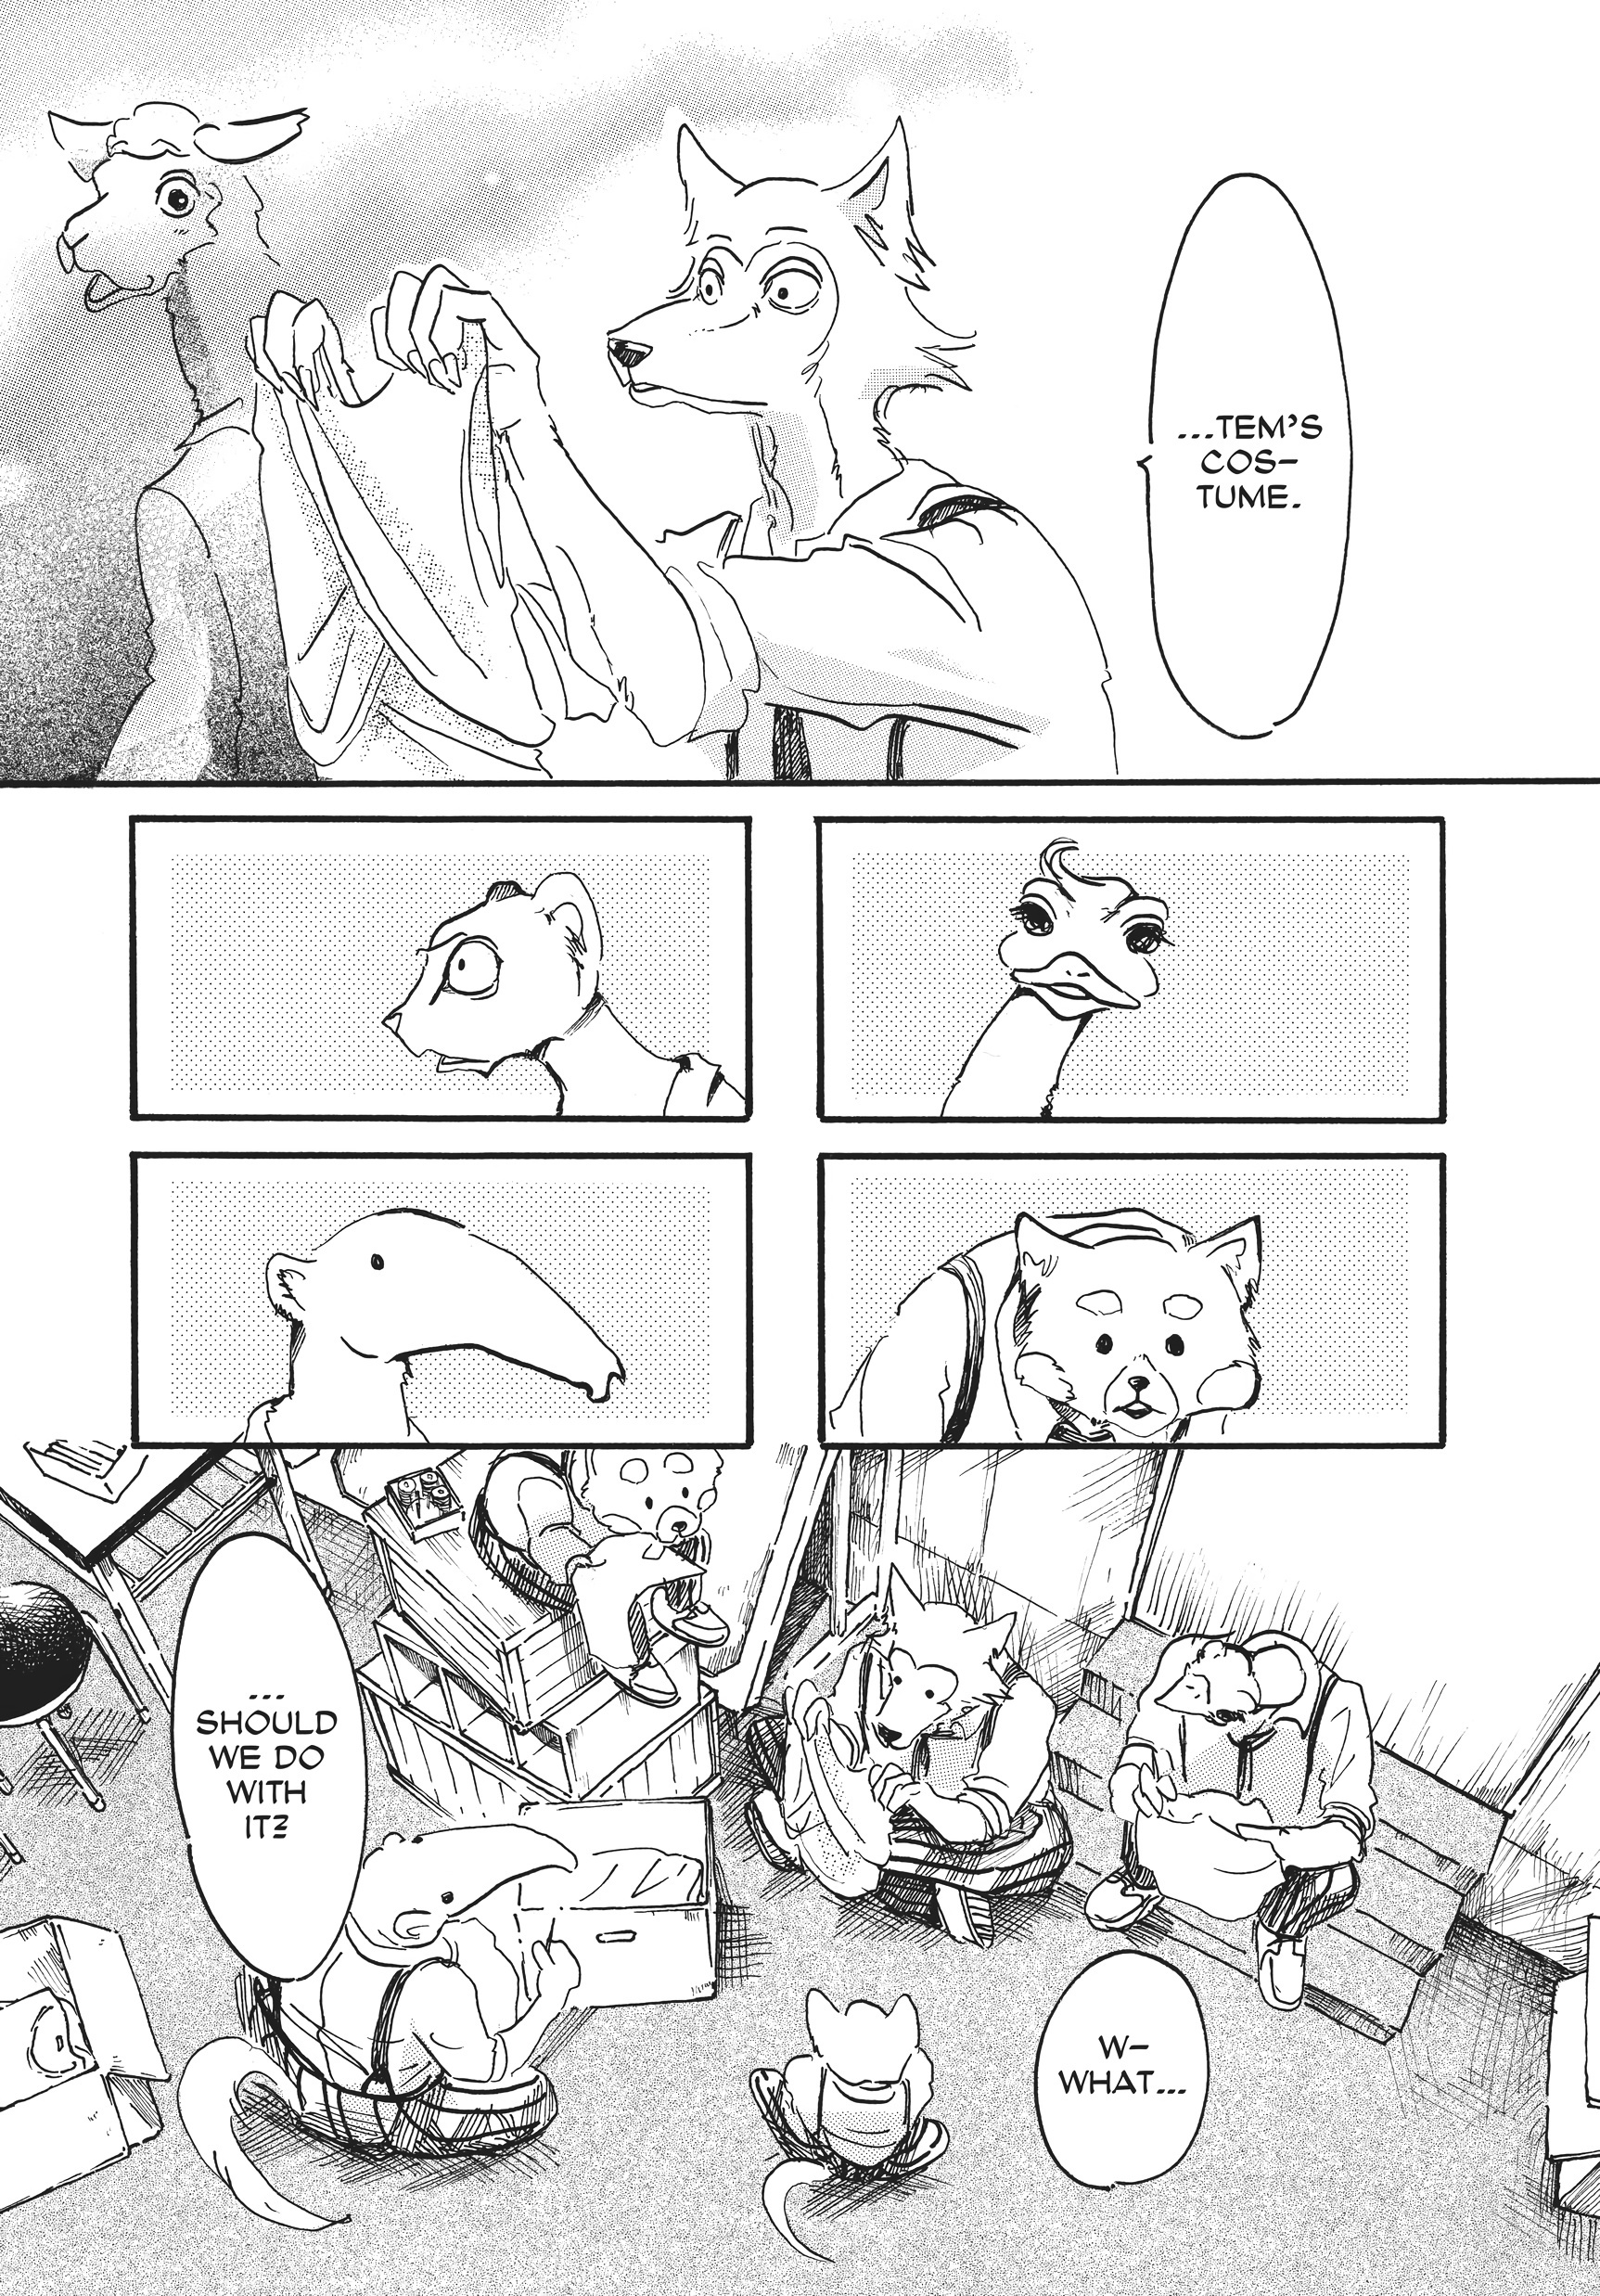 ...TEM'S
COS-
TUME.
W-
WHAT...
...
SHOULD
WE DO
WITH
IT?